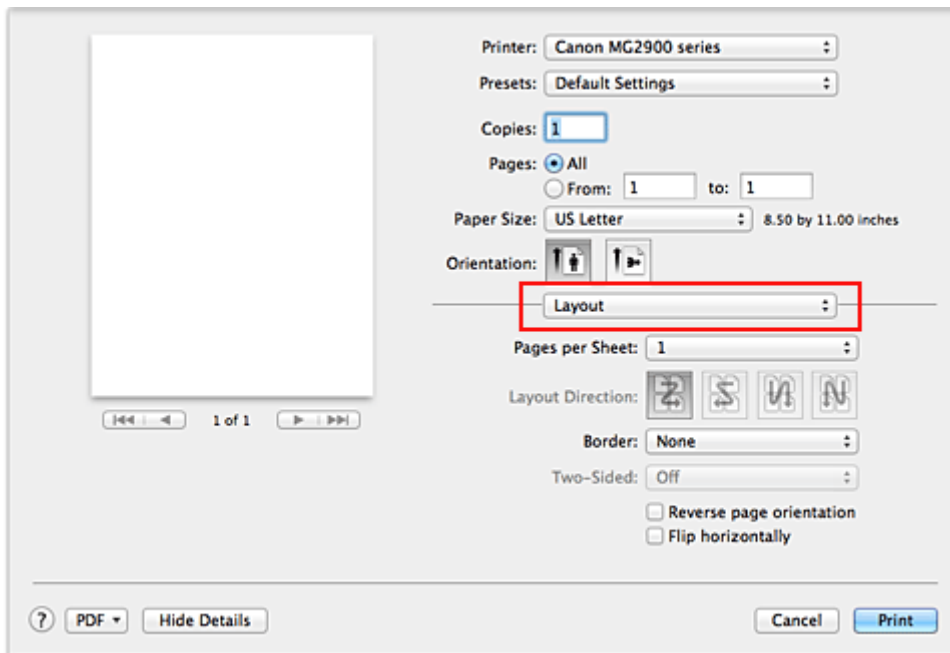 Printer: Canon MG2900 series
Presets: Default Settings
Copies: 1
Pages: All
From: 1 to: 1
Paper Size: US Letter 8.50 by 11.00 inches
Orientation:
Layout
Pages per Sheet: 1
Layout Direction:
1 of 1
Border: None
Two-Sided: Off
Reverse page orientation
Flip horizontally
? PDF Hide Details Cancel Print